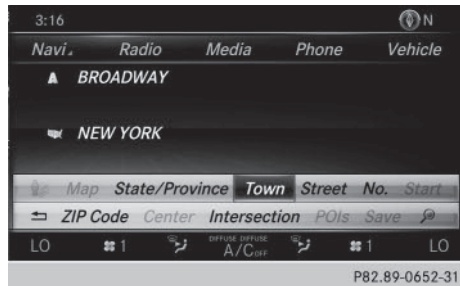 3:16 N
Navi Radio Media Phone Vehicle
A BROADWAY
NEW YORK
Map State/Province Town Street No. Start
ZIP Code Center Intersection POIs Save
LO 1 DIFFUSE DIFFUSE 1 LO
A/C OFF
P82.89-0652-31